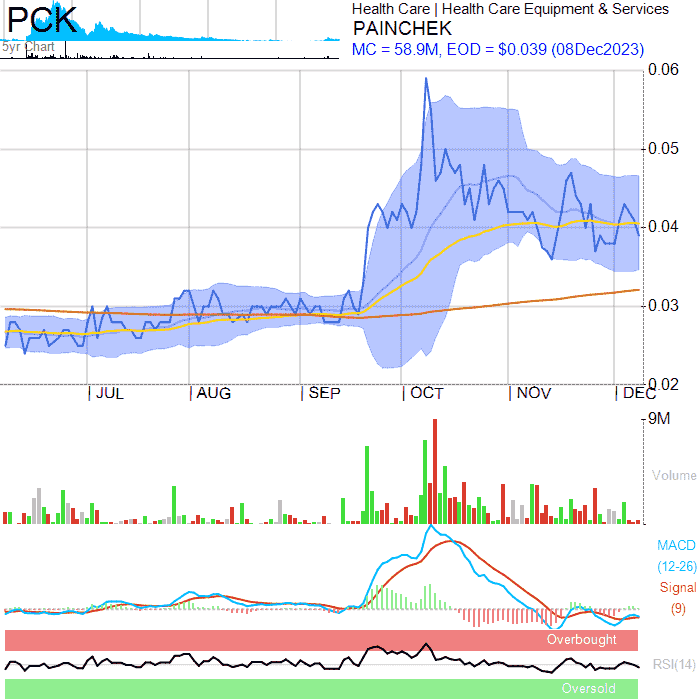 PCK
5yr Chart
Health Care | Health Care Equipment & Services
PAINCHEK
MC = 58.9M, EOD = $0.039 (08Dec2023)
0.06
0.05
0.04
0.03
0.02
JUL AUG SEP OCT NOV DEC
9M
Volume
MACD
(12-26)
Signal
(9)
Overbought
RSI(14)
Oversold